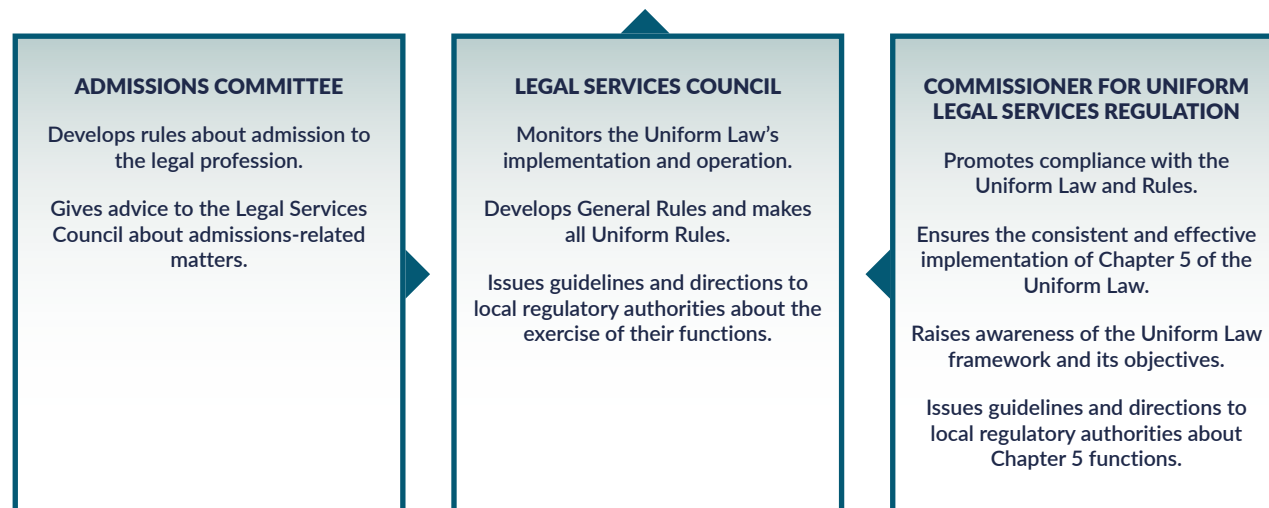 ADMISSIONS COMMITTEE
Develops rules about admission to
the legal profession.
Gives advice to the Legal Services
Council about admissions-related
matters.
LEGAL SERVICES COUNCIL
Monitors the Uniform Law’s
implementation and operation.
Develops General Rules and makes
all Uniform Rules.
Issues guidelines and directions to
local regulatory authorities about the
exercise of their functions.
COMMISSIONER FOR UNIFORM
LEGAL SERVICES REGULATION
Promotes compliance with the
Uniform Law and Rules.
Ensures the consistent and effective
implementation of Chapter 5 of the
Uniform Law.
Raises awareness of the Uniform Law
framework and its objectives.
Issues guidelines and directions to
local regulatory authorities about
Chapter 5 functions.